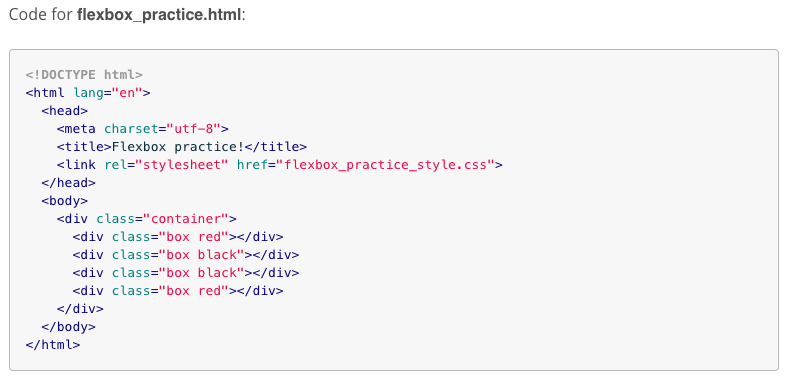 Code for flexbox_practice.html:
<!DOCTYPE html>
<html lang="en">
  <head>
    <meta charset="utf-8">
    <title>Flexbox practice!</title>
    <link rel="stylesheet" href="flexbox_practice_style.css">
  </head>
  <body>
    <div class="container">
      <div class="box red"></div>
      <div class="box black"></div>
      <div class="box black"></div>
      <div class="box red"></div>
    </div>
  </body>
</html>